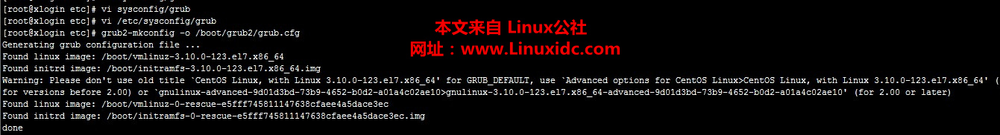 [root@xlogin etc]# vi sysconfig/grub
[root@xlogin etc]# vi /etc/sysconfig/grub
[root@xlogin etc]# grub2-mkconfig -o /boot/grub2/grub.cfg
本文来自 Linux公社
Generating grub configuration file ...
网址：www.Linuxidc.com
Found linux image: /boot/vmlinuz-3.10.0-123.el7.x86_64
Found initrd image: /boot/initramfs-3.10.0-123.el7.x86_64.img
Warning: Please don't use old title `CentOS Linux, with Linux 3.10.0-123.el7.x86_64' for GRUB_DEFAULT, use `Advanced options for CentOS Linux>CentOS Linux, with Linux 3.10.0-123.el7.x86_64' (
for versions before 2.00) or `gnulinux-advanced-9d01d3bd-73b9-4652-b0d2-a01a4c02ae10>gnulinux-3.10.0-123.el7.x86_64-advanced-9d01d3bd-73b9-4652-b0d2-a01a4c02ae10' (for 2.00 or later)
Found linux image: /boot/vmlinuz-0-rescue-e5fff745811147638cfaee4a5dace3ec
Found initrd image: /boot/initramfs-0-rescue-e5fff745811147638cfaee4a5dace3ec.img
done